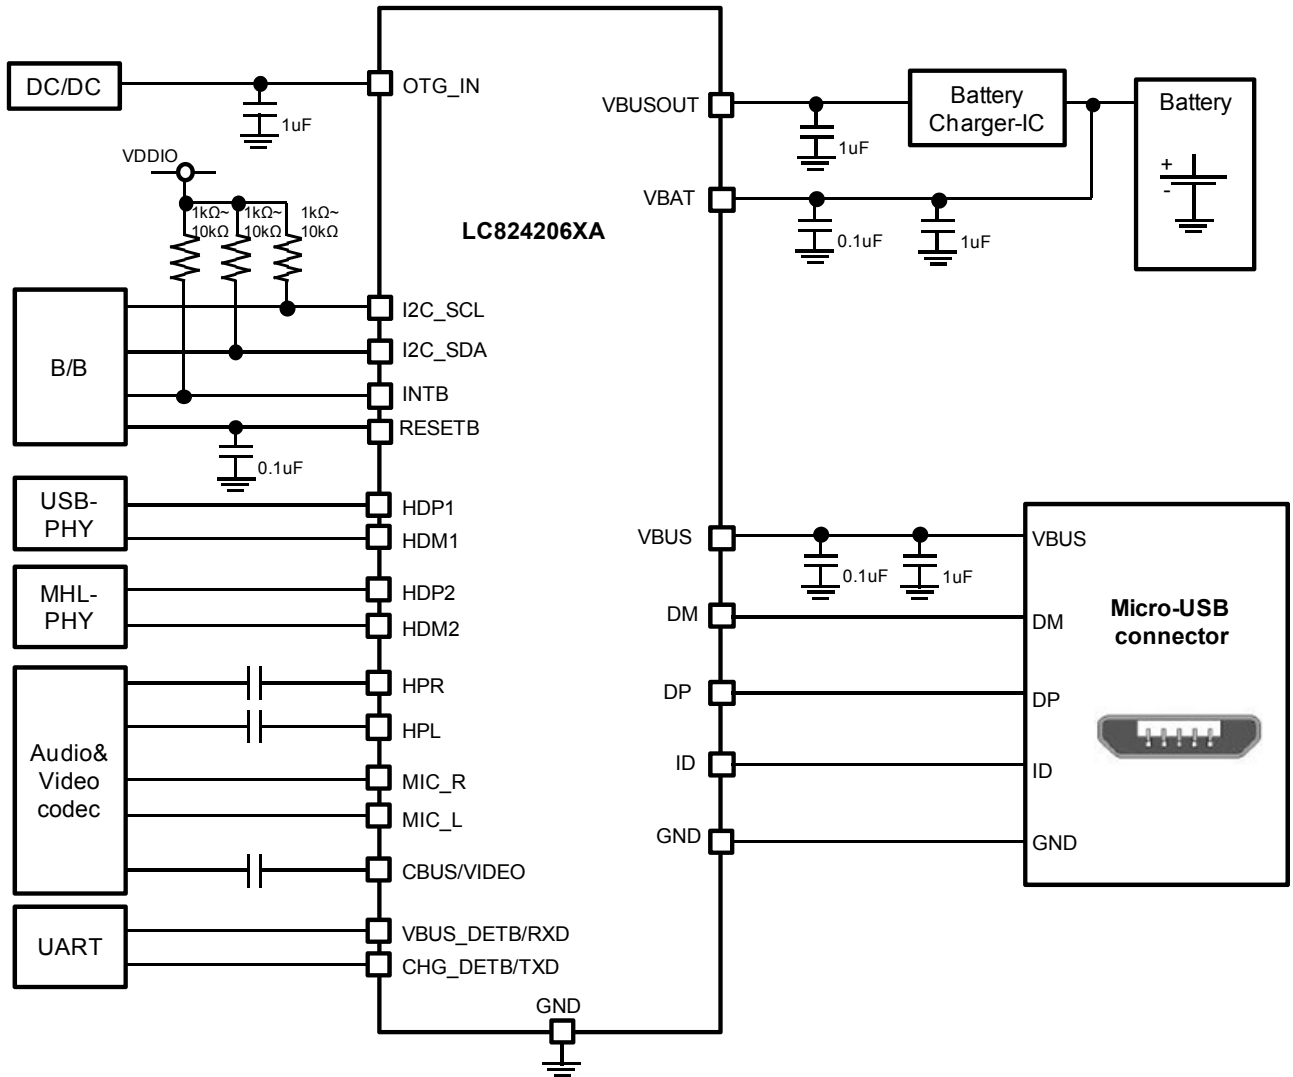 DC/DC
OTG_IN
1uF
VDDIO
1kΩ~
10kΩ
1kΩ~
10kΩ
1kΩ~
10kΩ
B/B
I2C_SCL
I2C_SDA
INTB
RESETB
0.1uF
USB-
PHY
HDP1
HDM1
MHL-
PHY
HDP2
HDM2
Audio&
Video
codec
HPR
HPL
MIC_R
MIC_L
CBUS/VIDEO
UART
VBUS_DETB/RXD
CHG_DETB/TXD
GND
LC824206XA
VBUSOUT
1uF
Battery
Charger-IC
Battery
+
-
VBAT
0.1uF
1uF
VBUS
0.1uF
1uF
DM
DP
ID
GND
VBUS
DM
DP
ID
GND
Micro-USB
connector